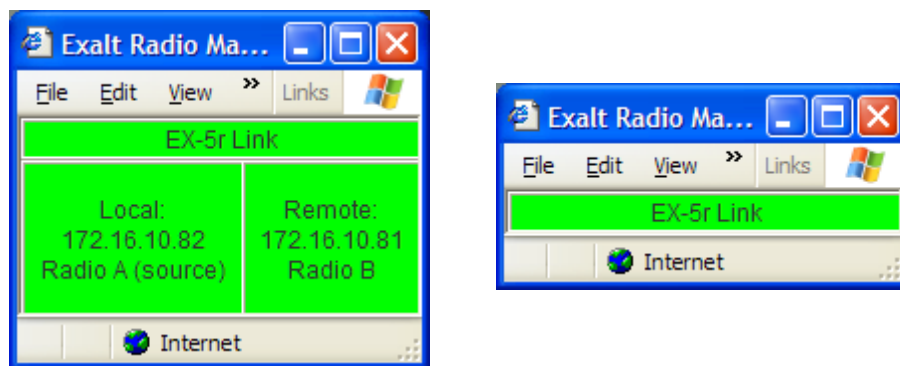 Exalt Radio Ma...
File Edit View » Links
EX-5r Link
Local:
172.16.10.82
Radio A (source)
Remote:
172.16.10.81
Radio B
Internet
Exalt Radio Ma...
File Edit View » Links
EX-5r Link
Internet